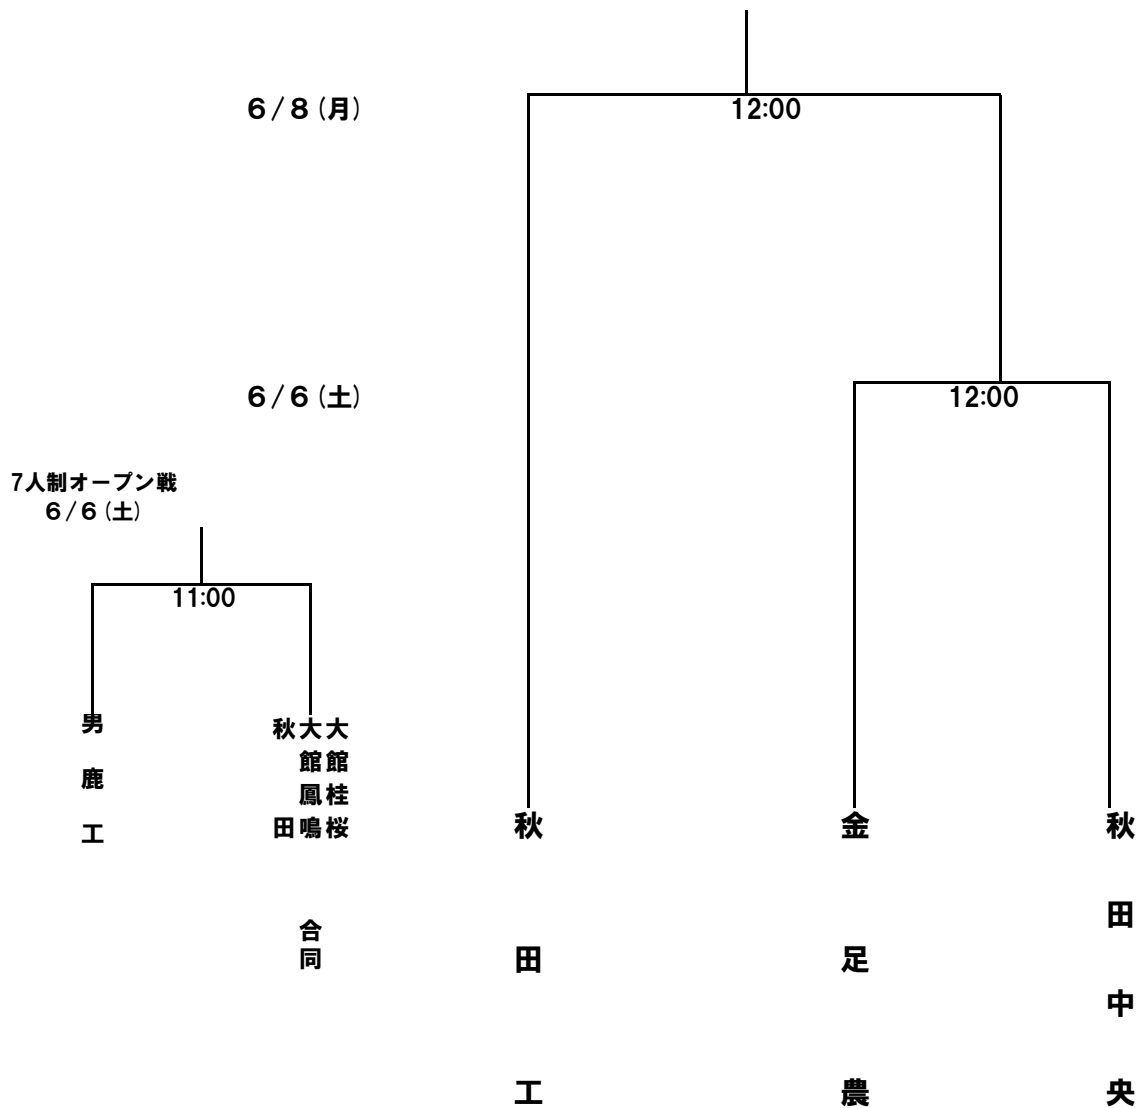 ６/８(月)
12:00
６/６(土)
12:00
7人制オープン戦
６/６(土)
11:00
男鹿工
大館桂桜
大館鳳鳴
秋田
合同
秋田工
金足農
秋田中央